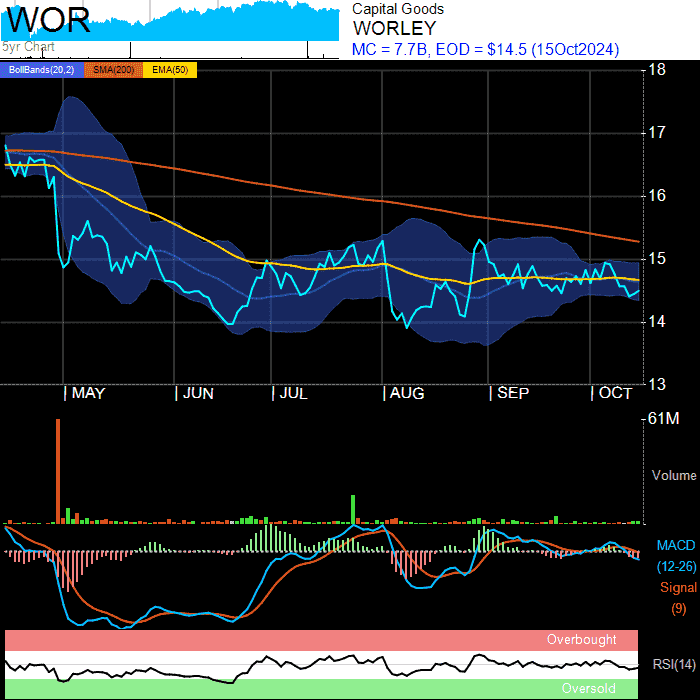 WOR
5yr Chart
Capital Goods
WORLEY
MC = 7.7B, EOD = $14.5 (15Oct2024)
BollBands(20,2) SMA(200) EMA(50)
18
17
16
15
14
13
MAY JUN JUL AUG SEP OCT
61M
Volume
MACD
(12-26)
Signal
(9)
Overbought
RSI(14)
Oversold